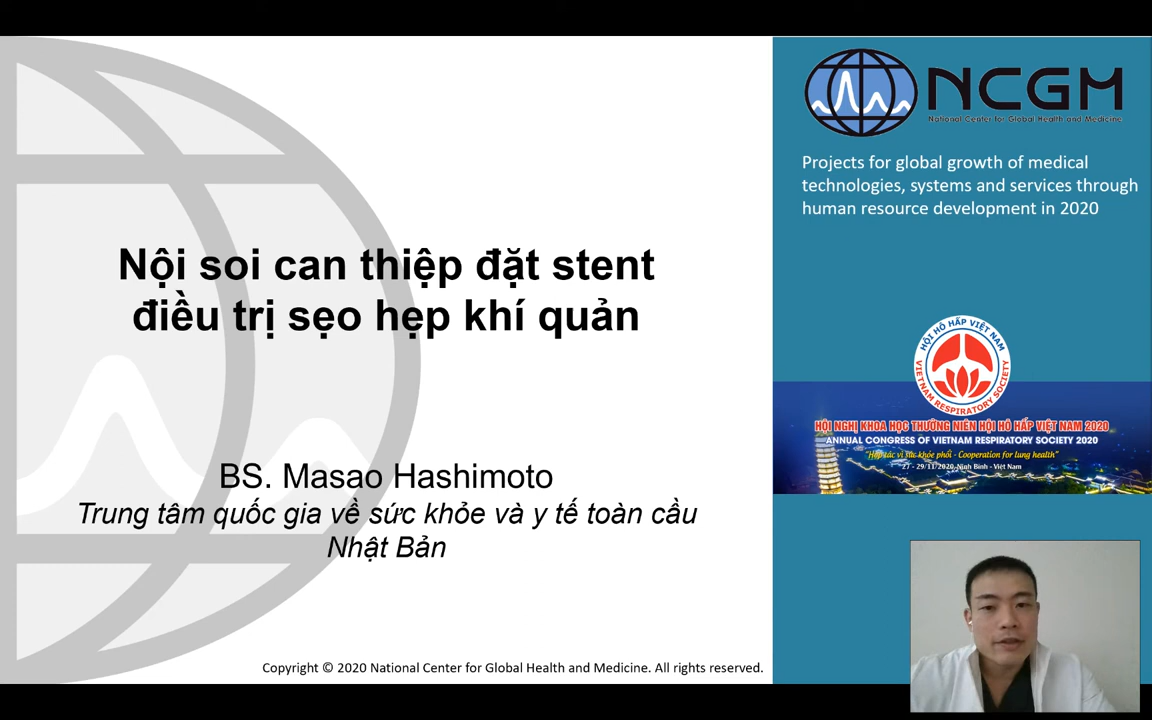 Nội soi can thiệp đặt stent
điều trị sẹo hẹp khí quản
BS. Masao Hashimoto
Trung tâm quốc gia về sức khỏe và y tế toàn cầu
Nhật Bản
Copyright © 2020 National Center for Global Health and Medicine. All rights reserved.
NCGM
National Center for Global Health and Medicine
Projects for global growth of medical
technologies, systems and services through
human resource development in 2020
HỘI HÔ HẤP VIỆT NAM
VIETNAM RESPIRATORY SOCIETY
HỘI NGHỊ KHOA HỌC THƯỜNG NIÊN HỘI HÔ HẤP VIỆT NAM 2020
ANNUAL CONGRESS OF VIETNAM RESPIRATORY SOCIETY 2020
"Hợp tác vì sức khỏe phổi - Cooperation for lung health"
27 - 29/11/2020, Ninh Bình - Việt Nam